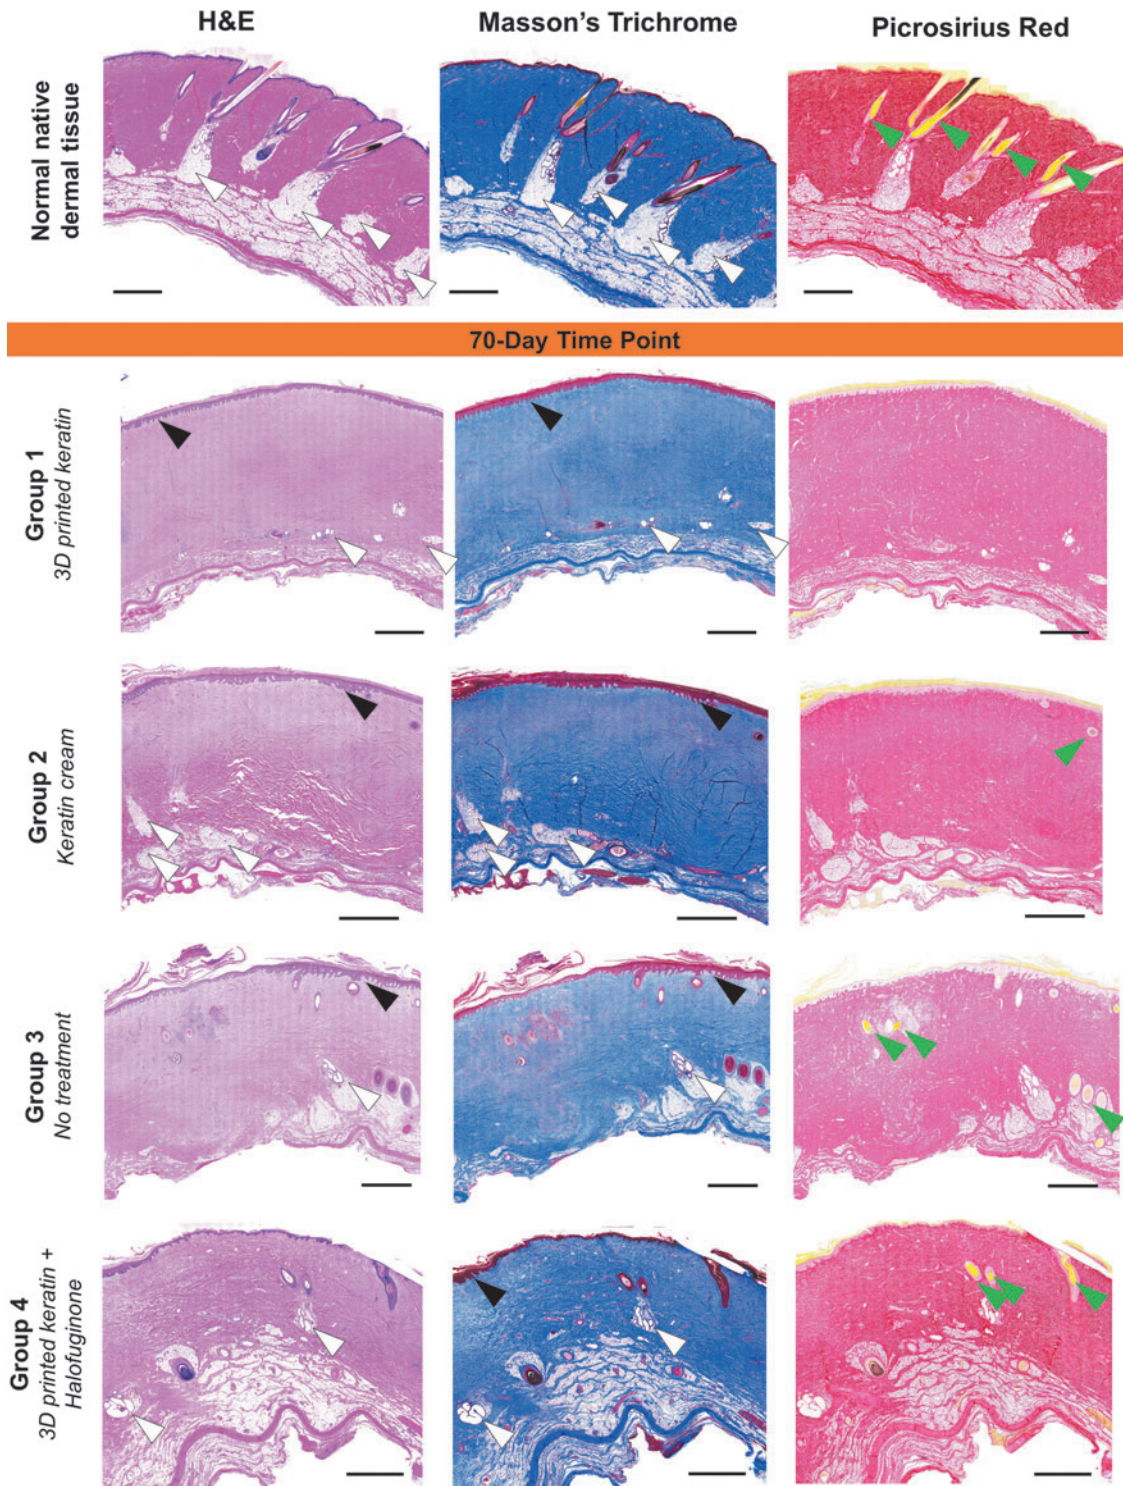 H&E
Masson's Trichrome
Picrosirius Red
Normal native
dermal tissue
70-Day Time Point
Group 1
3D printed keratin
Group 2
Keratin cream
Group 3
No treatment
Group 4
3D printed keratin +
Halofuginone